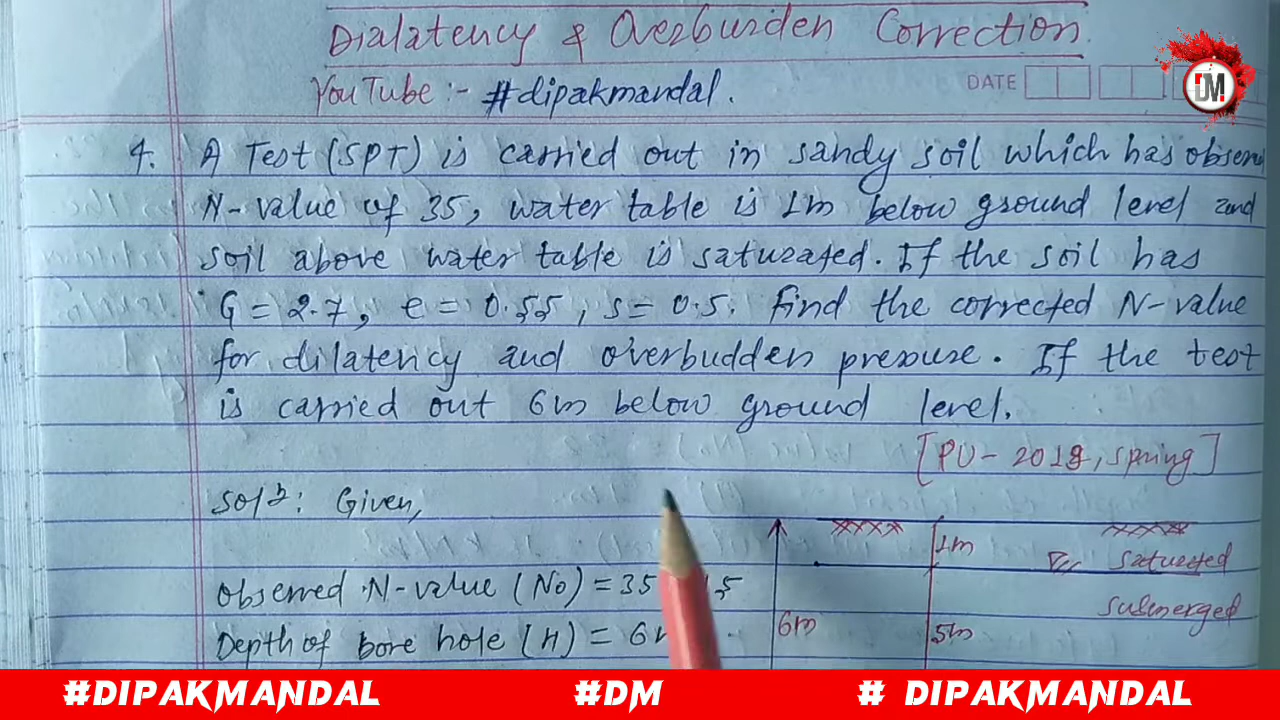 Dialatency & Overburden Correction
YouTube:- #dipakmandal.
DATE
DM
4. A Test (SPT) is carried out in sandy soil which has observ
N-value of 35, water table is 1m below ground level and
soil above water table is saturated. If the soil has
G = 2.7, e = 0.55, s = 0.5. Find the corrected N-value
for dilatency and overbudden pressure. If the test
is carried out 6m below ground level.
[PU- 2018, spring]
Solⁿ: Given,
1m
saturated
Observed N-value (No) = 35 15
6m
submerged
Depth of bore hole (H) = 6
5m
#DIPAKMANDAL #DM # DIPAKMANDAL